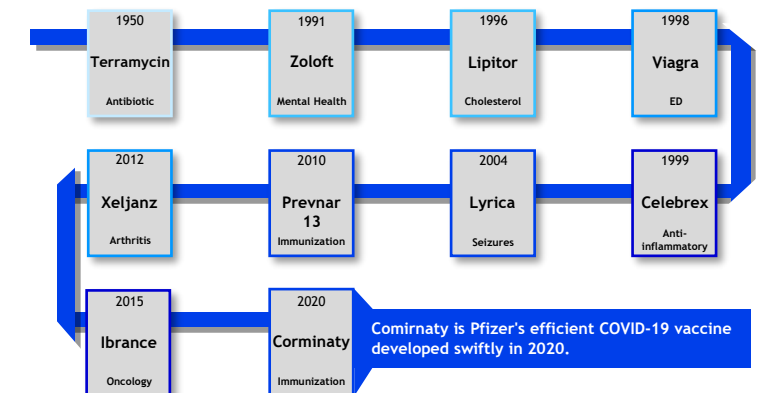 1950
Terramycin
Antibiotic
1991
Zoloft
Mental Health
1996
Lipitor
Cholesterol
1998
Viagra
ED
2012
Xeljanz
Arthritis
2010
Prevnar
13
Immunization
2004
Lyrica
Seizures
1999
Celebrex
Anti-
inflammatory
2015
Ibrance
Oncology
2020
Corminaty
Immunization
Comirnaty is Pfizer's efficient COVID-19 vaccine
developed swiftly in 2020.